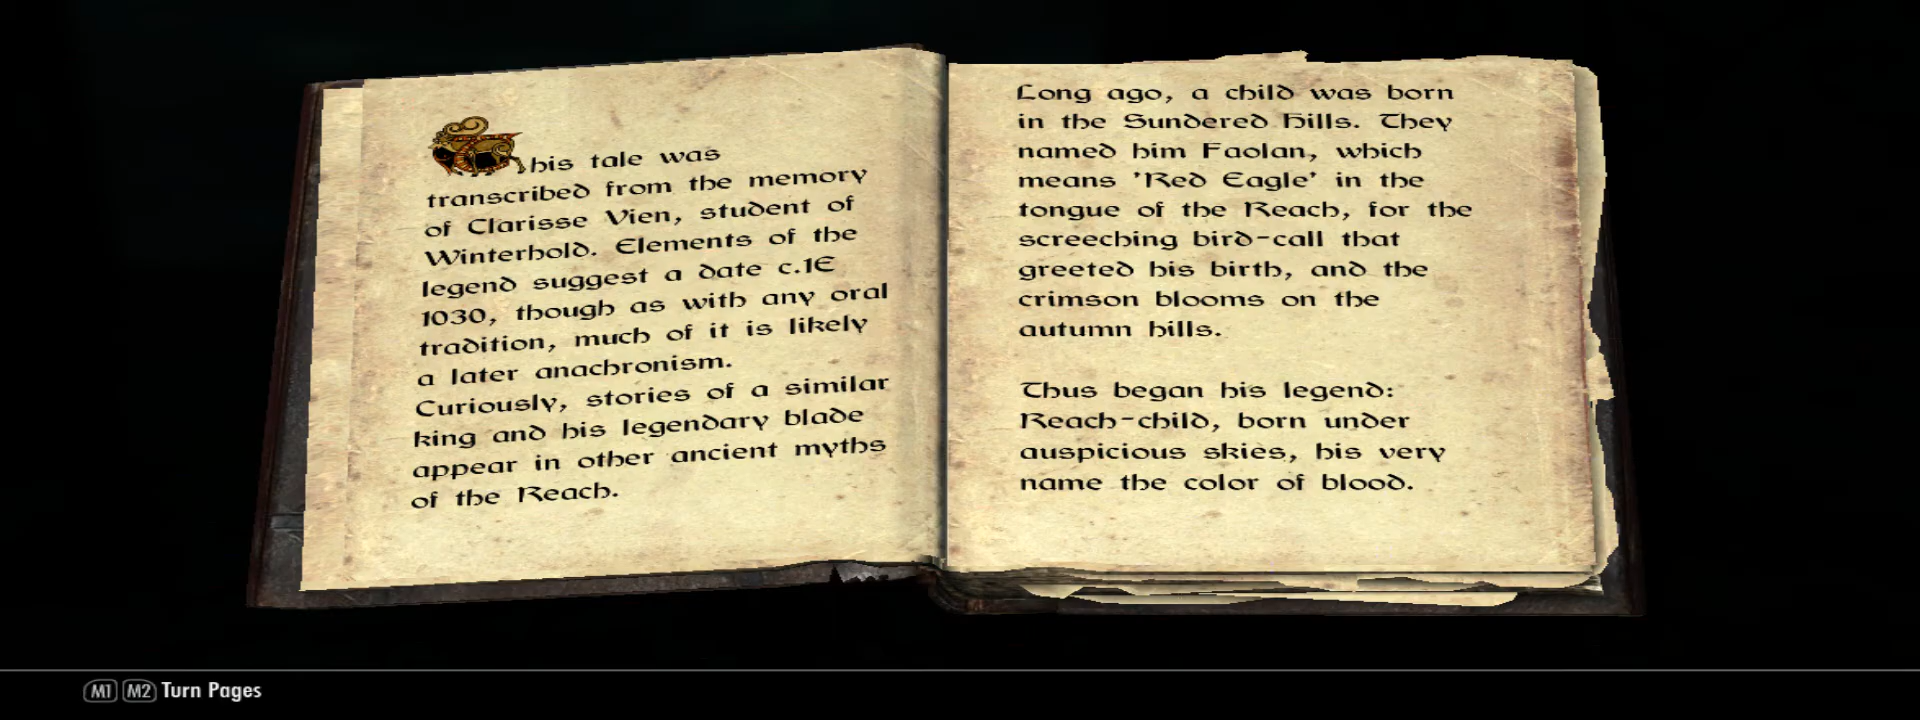 This tale was
transcribed from the memory
of Clarisse Vien, student of
Winterhold. Elements of the
legend suggest a date c.1E
1030, though as with any oral
tradition, much of it is likely
a later anachronism.
Curiously, stories of a similar
king and his legendary blade
appear in other ancient myths
of the Reach.
Long ago, a child was born
in the Sundered Hills. They
named him Faolan, which
means 'Red Eagle' in the
tongue of the Reach, for the
screeching bird-call that
greeted his birth, and the
crimson blooms on the
autumn hills.
Thus began his legend:
Reach-child, born under
auspicious skies, his very
name the color of blood.
M1 M2 Turn Pages